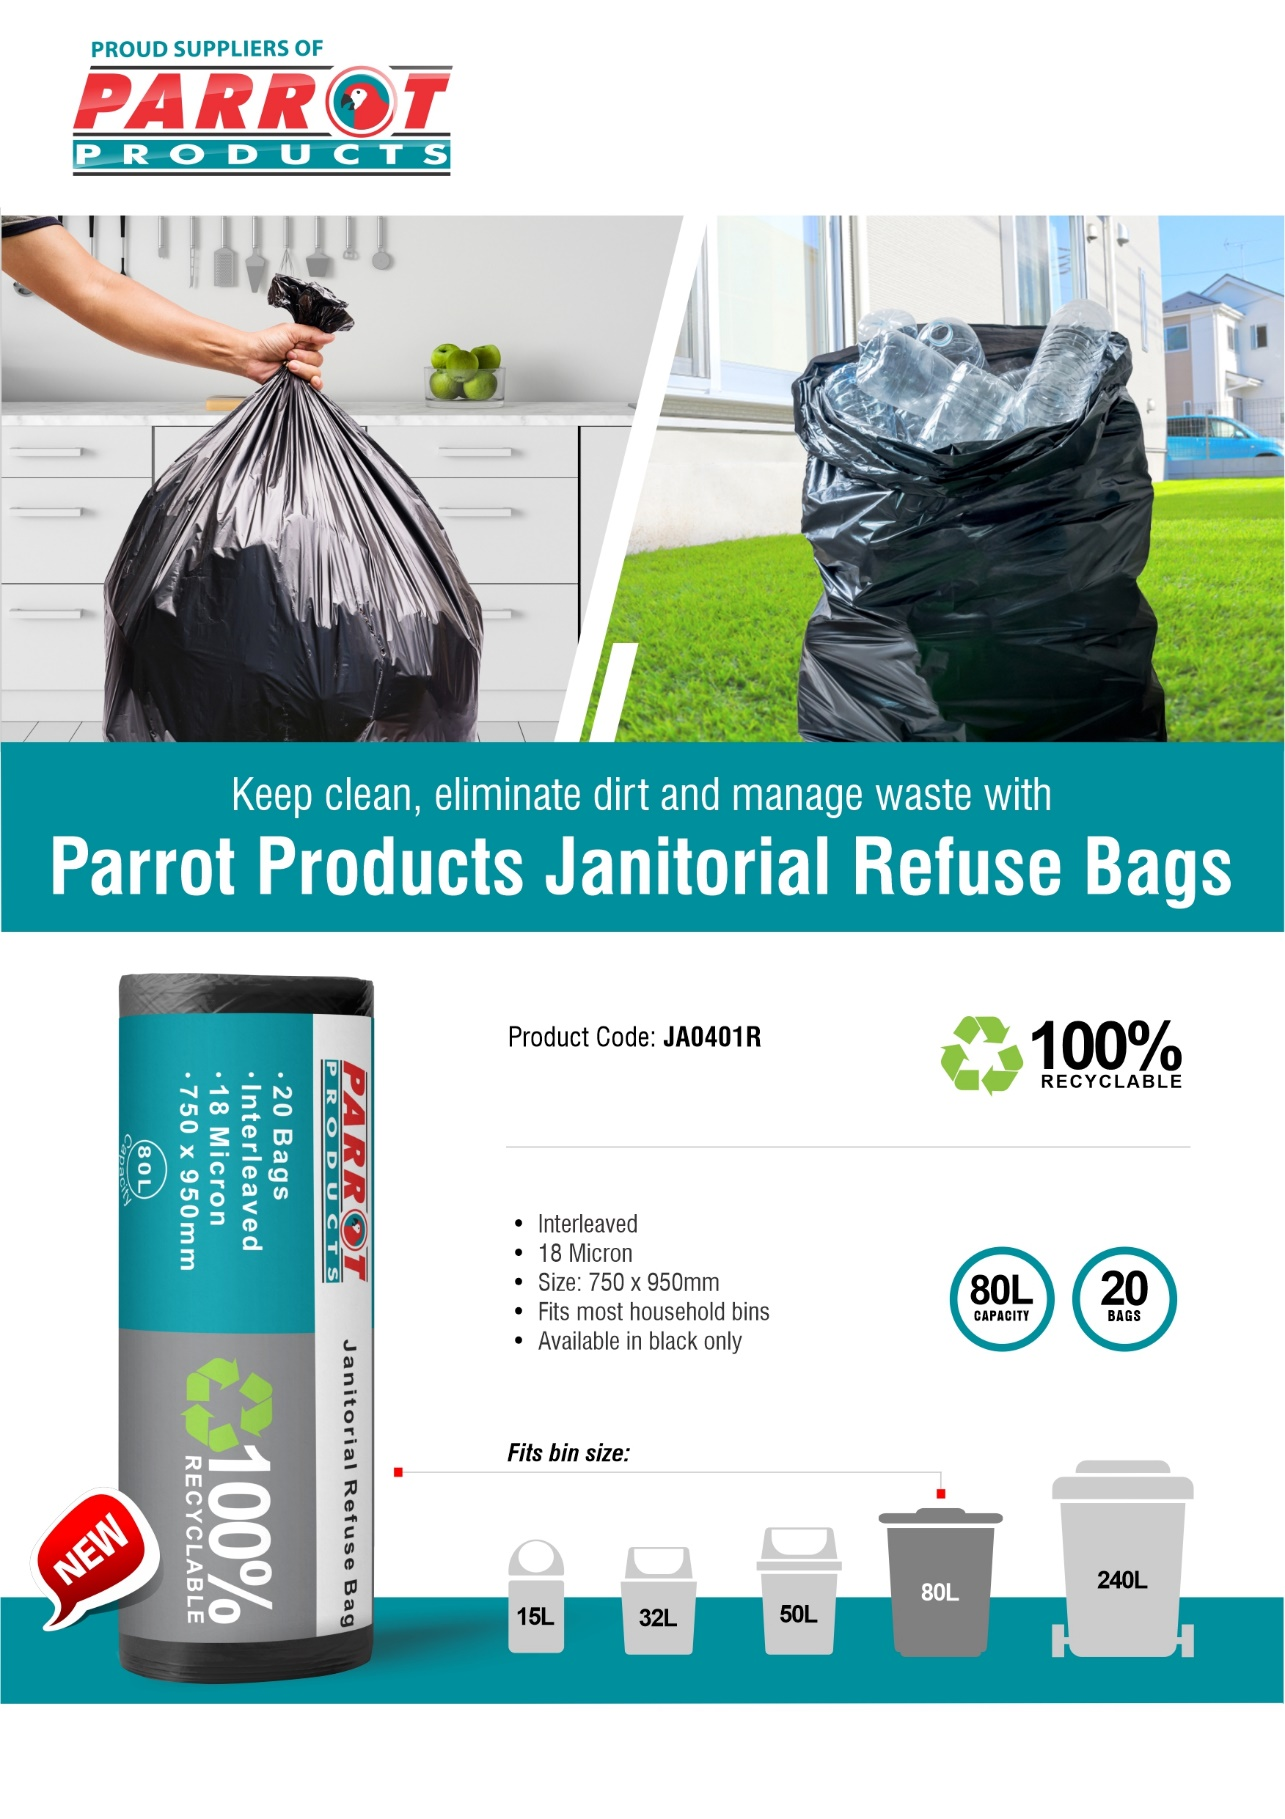 PROUD SUPPLIERS OF
PARROT
PRODUCTS
Keep clean, eliminate dirt and manage waste with
Parrot Products Janitorial Refuse Bags
PARROT
PRODUCTS
Janitorial Refuse Bag
• 20 Bags
• Interleaved
• 18 Micron
• 750 x 950mm
80L
Capacity
100%
RECYCLABLE
NEW
Product Code: JA0401R
100%
RECYCLABLE
• Interleaved
• 18 Micron
• Size: 750 x 950mm
• Fits most household bins
• Available in black only
80L
CAPACITY
20
BAGS
Fits bin size:
15L
32L
50L
80L
240L